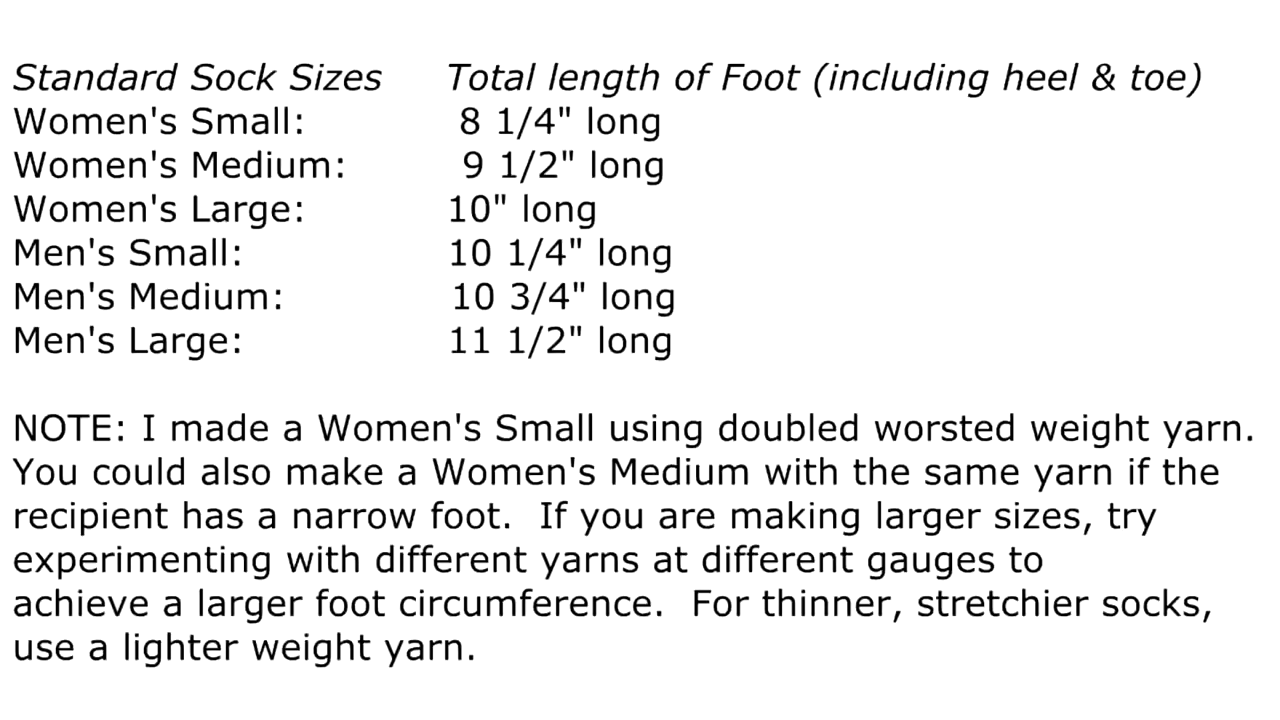 Standard Sock Sizes Total length of Foot (including heel & toe)
Women's Small: 8 1/4" long
Women's Medium: 9 1/2" long
Women's Large: 10" long
Men's Small: 10 1/4" long
Men's Medium: 10 3/4" long
Men's Large: 11 1/2" long
NOTE: I made a Women's Small using doubled worsted weight yarn.
You could also make a Women's Medium with the same yarn if the
recipient has a narrow foot. If you are making larger sizes, try
experimenting with different yarns at different gauges to
achieve a larger foot circumference. For thinner, stretchier socks,
use a lighter weight yarn.